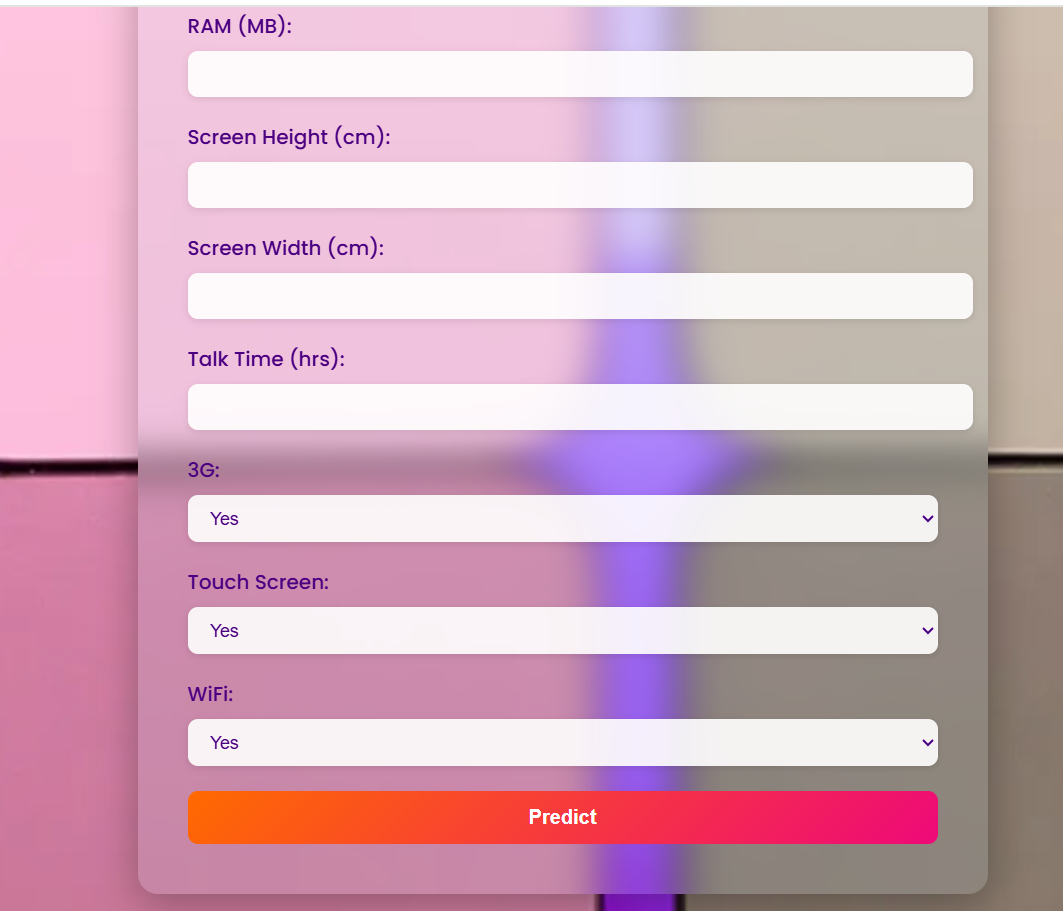 RAM (MB):
Screen Height (cm):
Screen Width (cm):
Talk Time (hrs):
3G:
Yes
Touch Screen:
Yes
WiFi:
Yes
Predict